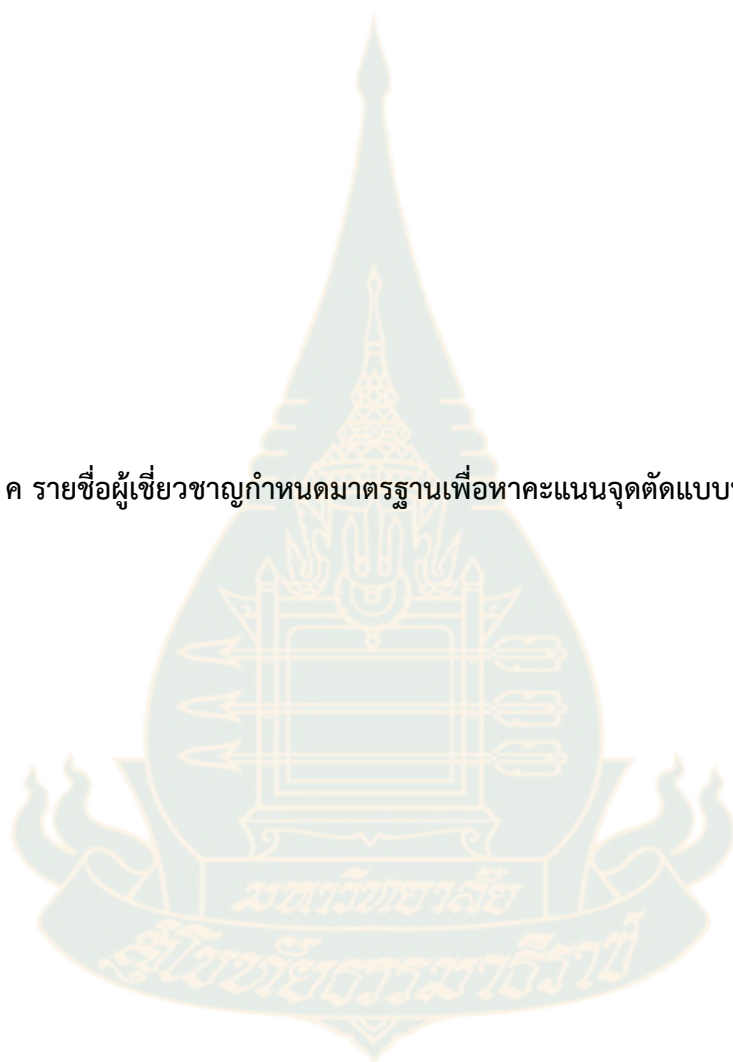 ค รายชื่อผู้เชี่ยวชาญกำหนดมาตรฐานเพื่อหาคะแนนจุดตัดแบบ
มหาวิทยาลัย
สุโขทัยธรรมาธิราช